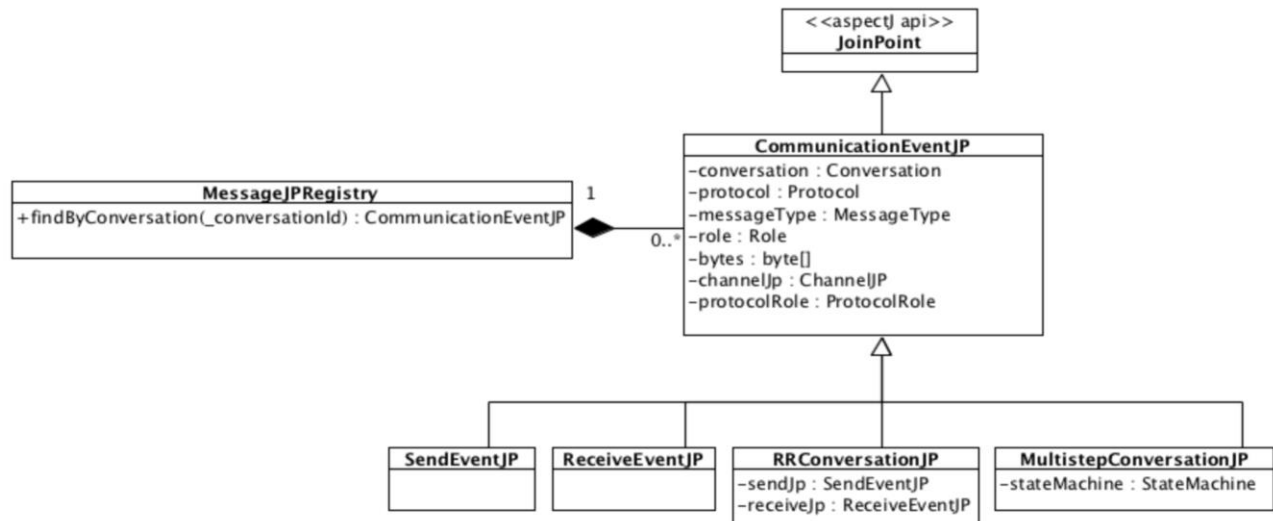 <<aspectJ api>>
JoinPoint
CommunicationEventJP
-conversation : Conversation
-protocol : Protocol
-messageType : MessageType
-role : Role
-bytes : byte[]
-channelJp : ChannelJP
-protocolRole : ProtocolRole
MessageJPRegistry
+findByConversation(_conversationId) : CommunicationEventJP
1
0..*
SendEventJP
ReceiveEventJP
RRConversationJP
-sendJp : SendEventJP
-receiveJp : ReceiveEventJP
MultistepConversationJP
-stateMachine : StateMachine